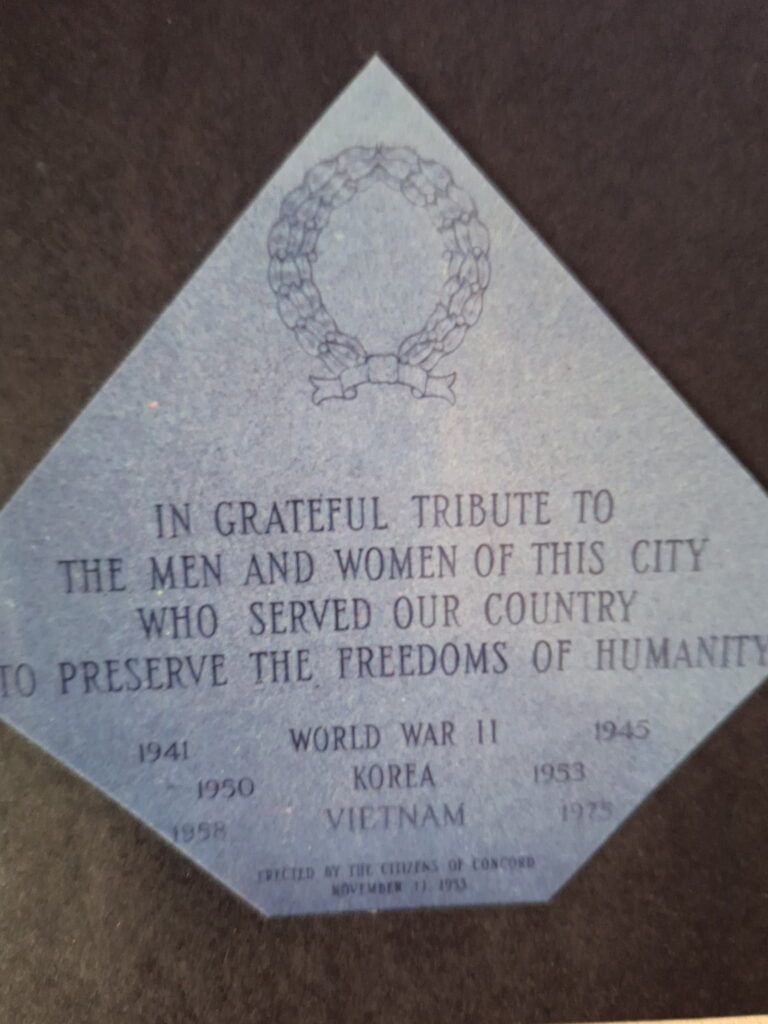 IN GRATEFUL TRIBUTE TO
THE MEN AND WOMEN OF THIS CITY
WHO SERVED OUR COUNTRY
TO PRESERVE THE FREEDOMS OF HUMANITY
1941 WORLD WAR II 1945
1950 KOREA 1953
1958 VIETNAM 1975
ERECTED BY THE CITIZENS OF CONCORD
NOVEMBER 11, 1953